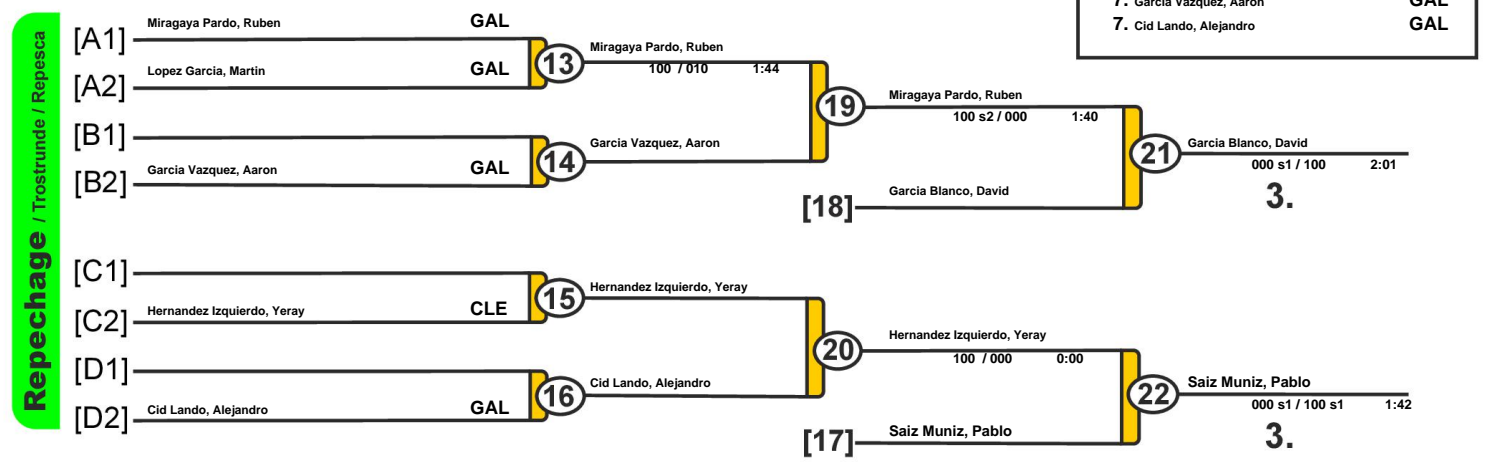 7. Garcia Vazquez, Aaron GAL
7. Cid Lando, Alejandro GAL
Repechage / Trostrunde / Repesca
[A1] Miragaya Pardo, Ruben GAL
[A2] Lopez Garcia, Martin GAL
13 Miragaya Pardo, Ruben
100 / 010 1:44
[B1]
[B2] Garcia Vazquez, Aaron GAL
14 Garcia Vazquez, Aaron
19 Miragaya Pardo, Ruben
100 s2 / 000 1:40
[18] Garcia Blanco, David
21 Garcia Blanco, David
000 s1 / 100 2:01
3.
[C1]
[C2] Hernandez Izquierdo, Yeray CLE
15 Hernandez Izquierdo, Yeray
[D1]
[D2] Cid Lando, Alejandro GAL
16 Cid Lando, Alejandro
20 Hernandez Izquierdo, Yeray
100 / 000 0:00
[17] Saiz Muniz, Pablo
22 Saiz Muniz, Pablo
000 s1 / 100 s1 1:42
3.